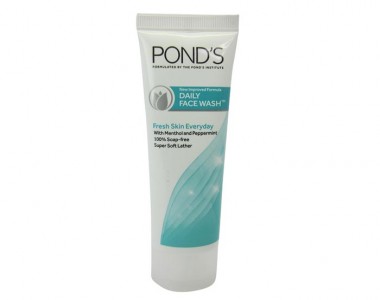 POND'S
FORMULATED BY THE POND'S INSTITUTE
New Improved Formula
DAILY
FACE WASH™
Fresh Skin Everyday
With Menthol and Peppermint
100% Soap-free
Super Soft Lather